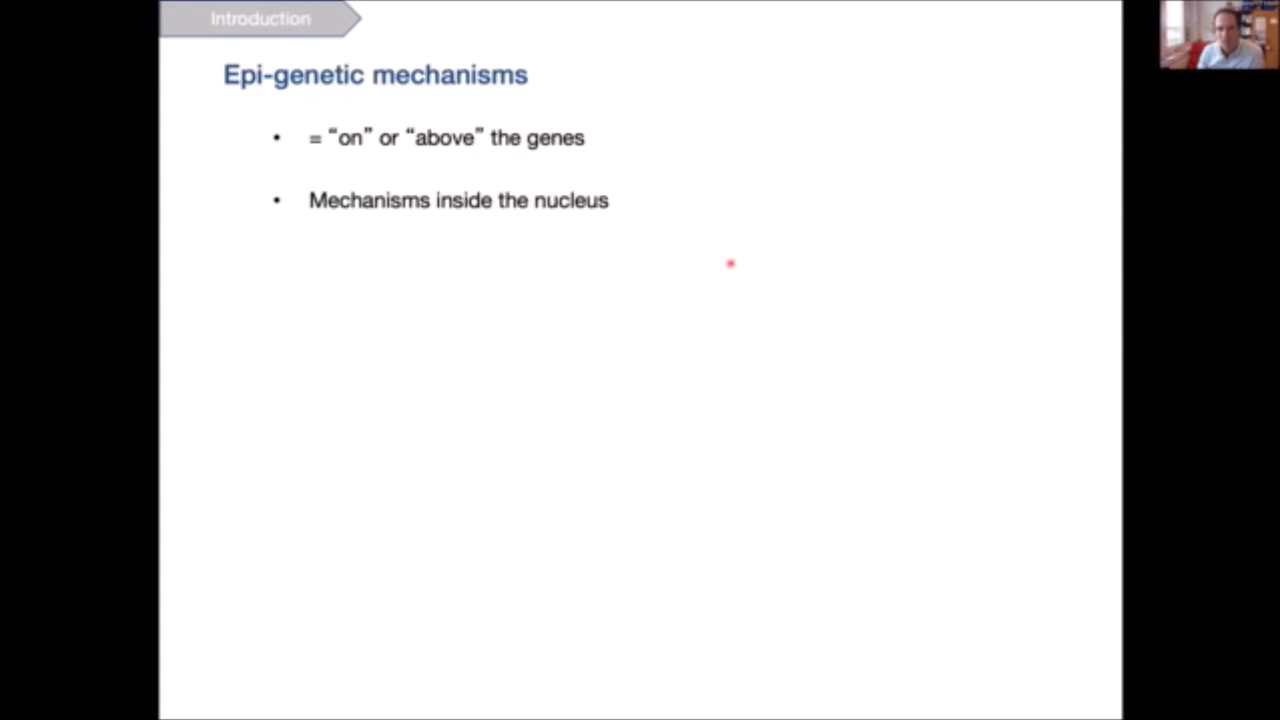 Introduction
Epi-genetic mechanisms
• = “on” or “above” the genes
• Mechanisms inside the nucleus